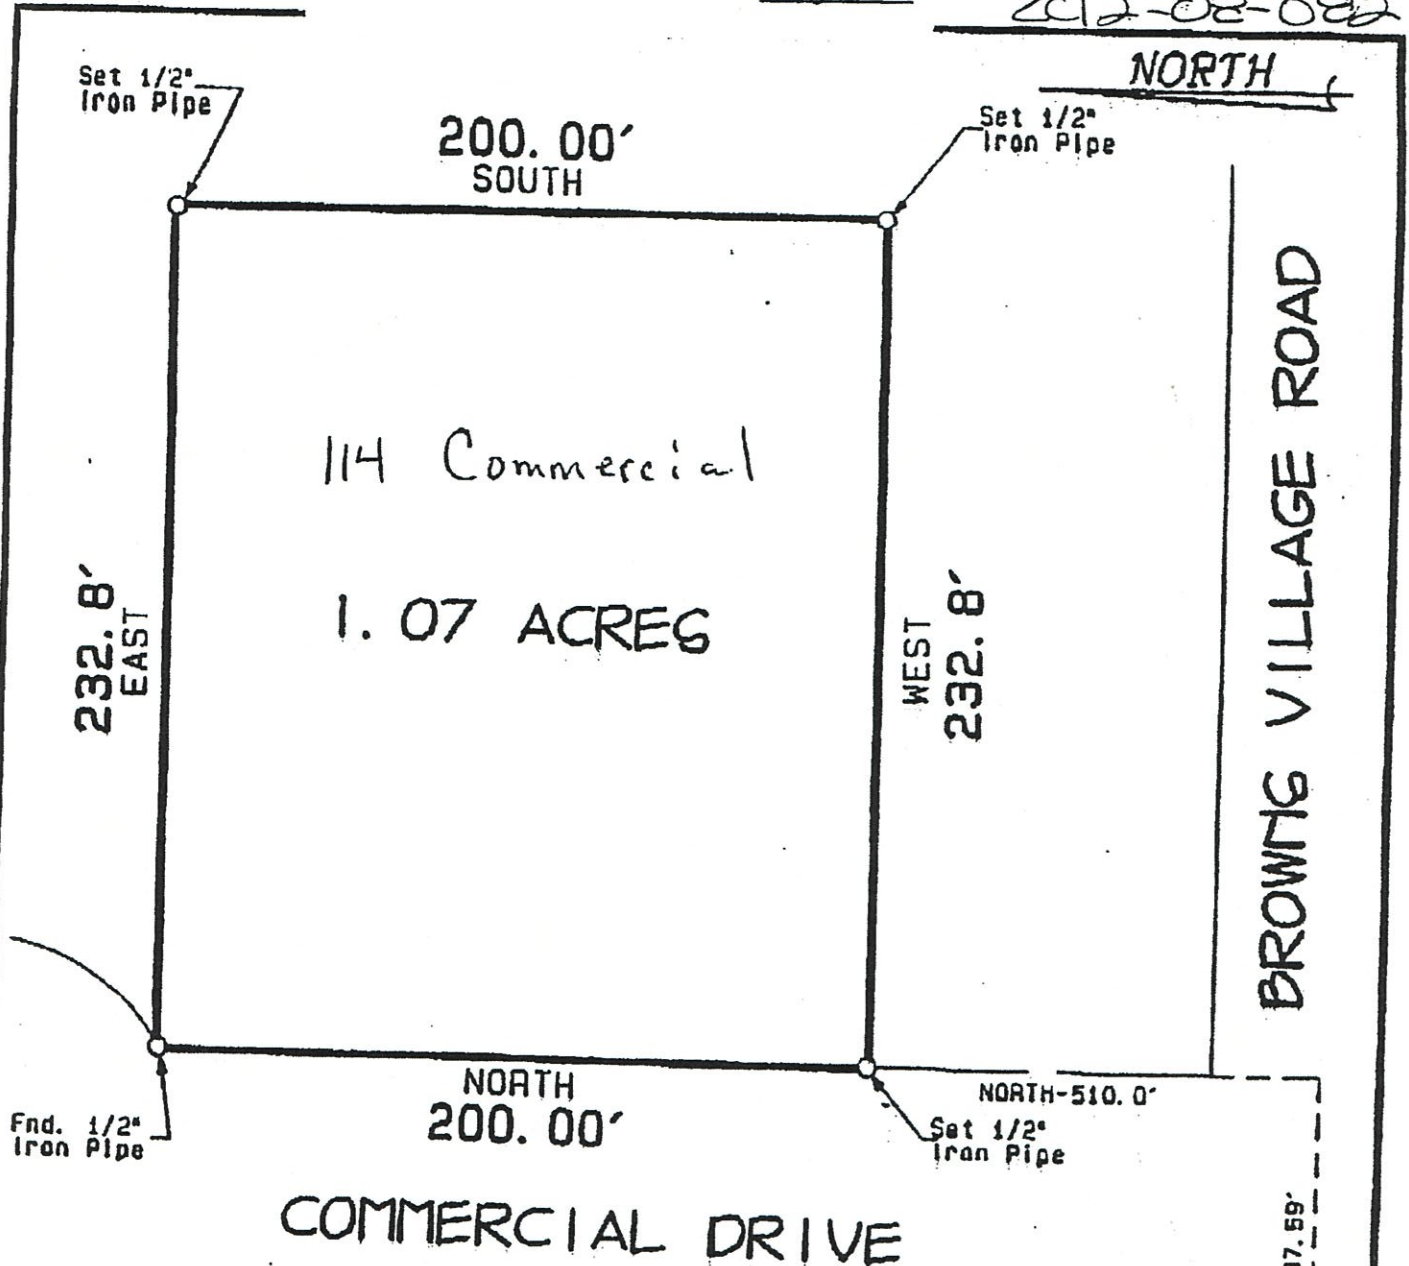 NORTH
Set 1/2"
Iron Pipe
200.00'
SOUTH
Set 1/2"
Iron Pipe
114 Commercial
1.07 ACRES
232.8'
EAST
WEST
232.8'
BROWNS VILLAGE ROAD
NORTH
200.00'
NORTH-510.0'
Fnd. 1/2"
Iron Pipe
Set 1/2"
Iron Pipe
COMMERCIAL DRIVE